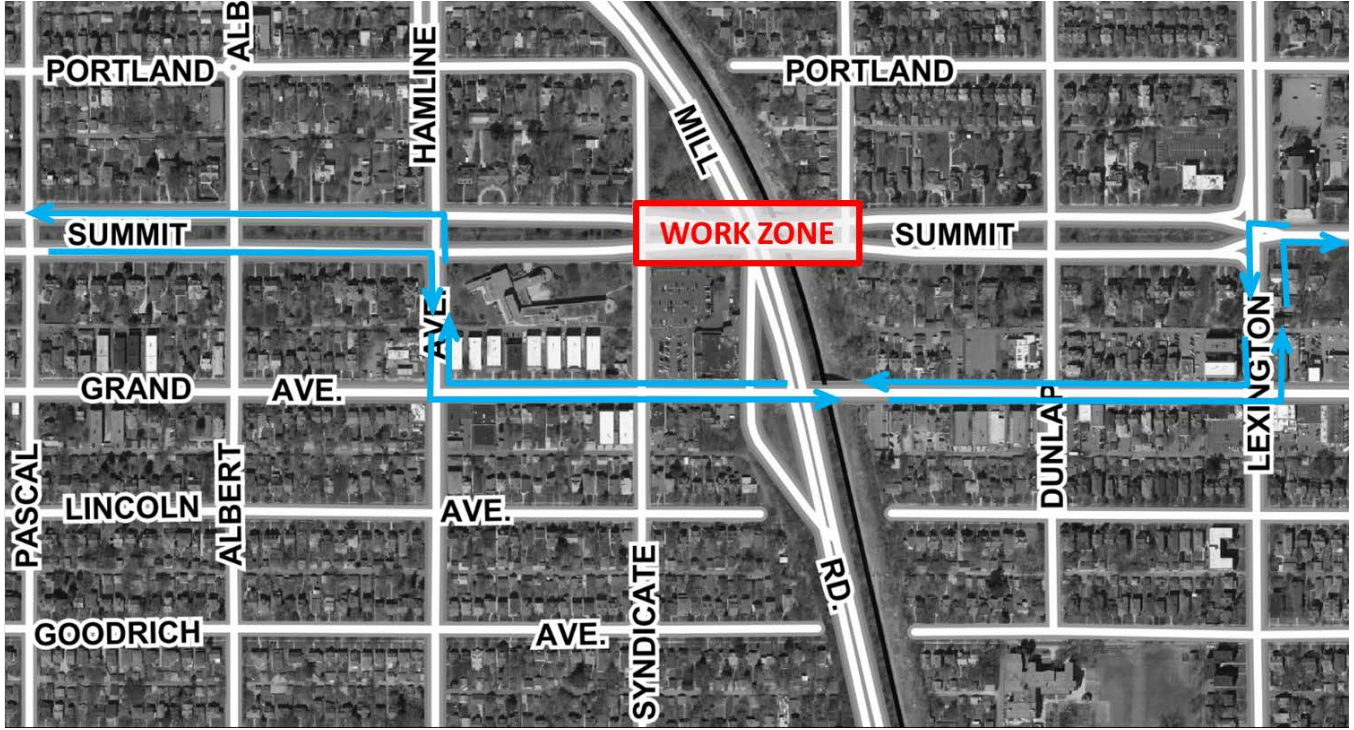 ALB
HAMLINE
PORTLAND
PORTLAND
MILL
SUMMIT
WORK ZONE
SUMMIT
AVE.
LEXINGTON
GRAND
AVE.
DUNLAP
PASCAL
ALBERT
LINCOLN
AVE.
SYNDICATE
RD.
GOODRICH
AVE.